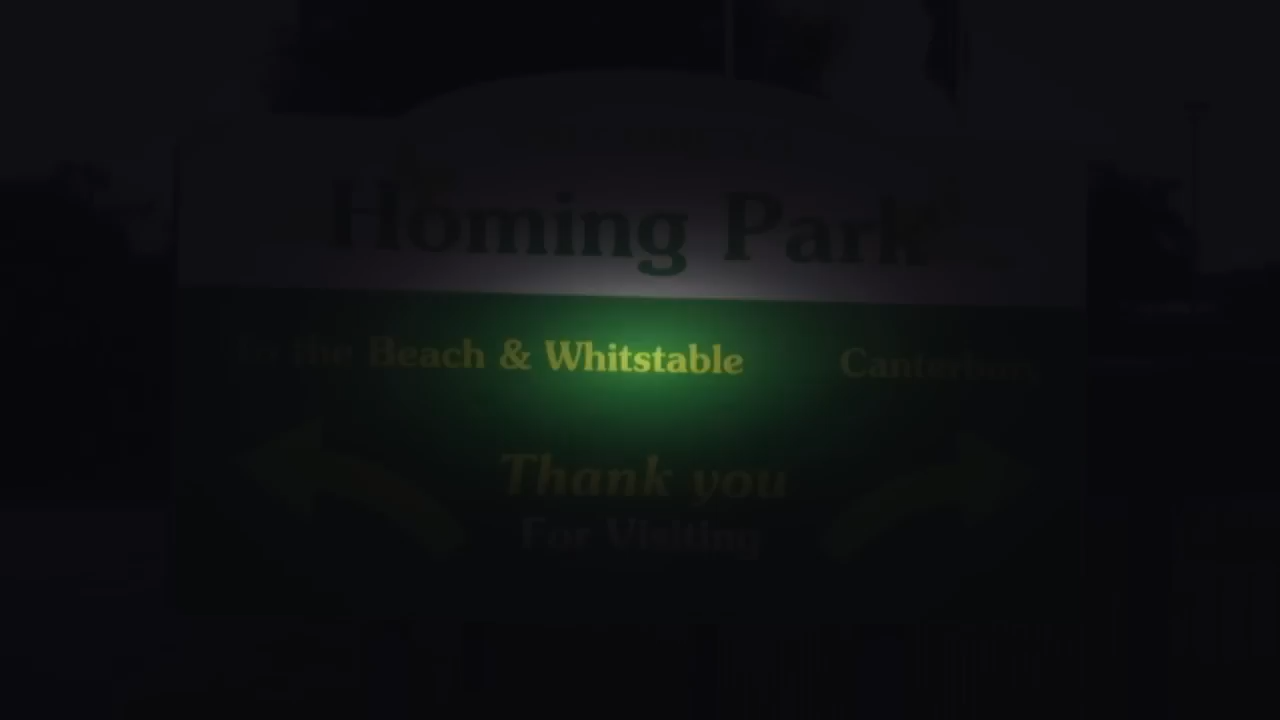 Homing Park
To the Beach & Whitstable Canterbury
Thank you
For Visiting